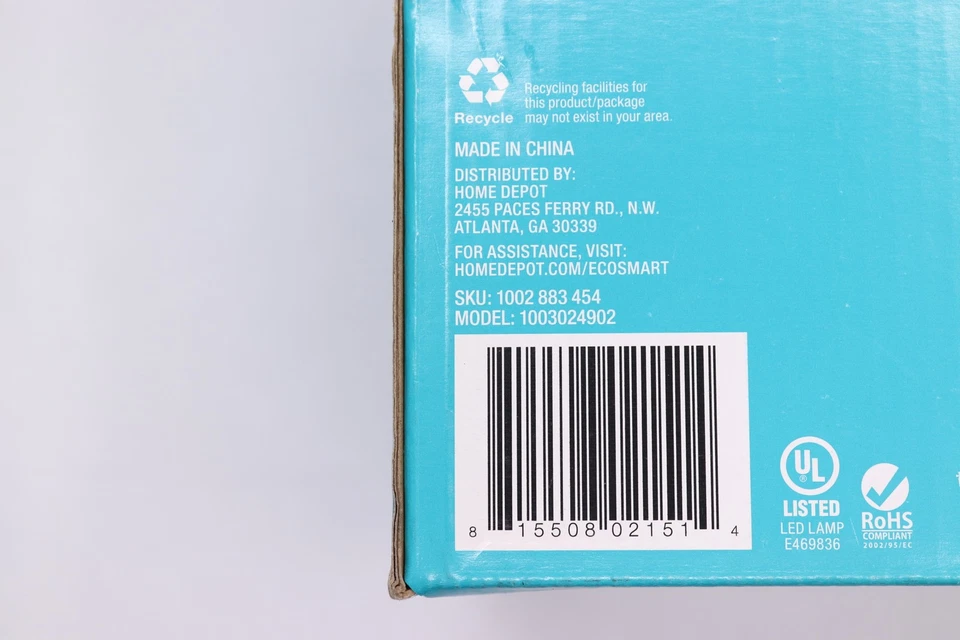 Recycling facilities for
this product/package
Recycle may not exist in your area.
MADE IN CHINA
DISTRIBUTED BY:
HOME DEPOT
2455 PACES FERRY RD., N.W.
ATLANTA, GA 30339
FOR ASSISTANCE, VISIT:
HOMEDEPOT.COM/ECOSMART
SKU: 1002 883 454
MODEL: 1003024902
8 15508 02151 4
UL
®
LISTED
LED LAMP
E469836
RoHS
COMPLIANT
2002/95/EC